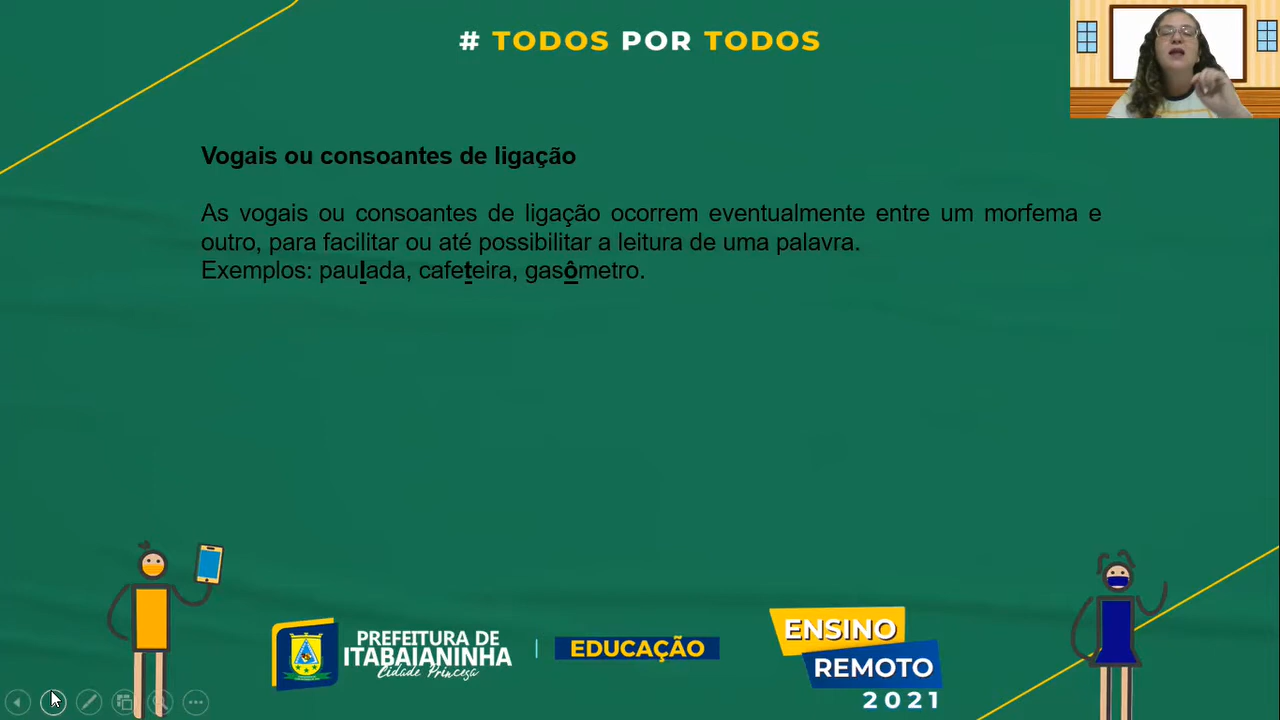 # TODOS POR TODOS
Vogais ou consoantes de ligação
As vogais ou consoantes de ligação ocorrem eventualmente entre um morfema e
outro, para facilitar ou até possibilitar a leitura de uma palavra.
Exemplos: paulada, cafeteira, gasômetro.
PREFEITURA DE
ITABAIANINHA
Cidade Princesa
EDUCAÇÃO
ENSINO
REMOTO
2021